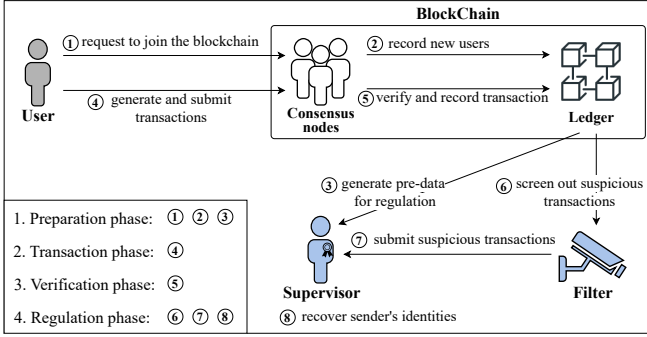 BlockChain
① request to join the blockchain
② record new users
④ generate and submit
transactions
⑤ verify and record transaction
User
Consensus
nodes
Ledger
③ generate pre-data
for regulation
⑥ screen out suspicious
transactions
1. Preparation phase: ① ② ③
2. Transaction phase: ④
3. Verification phase: ⑤
4. Regulation phase: ⑥ ⑦ ⑧
⑦ submit suspicious transactions
Supervisor
Filter
⑧ recover sender's identities